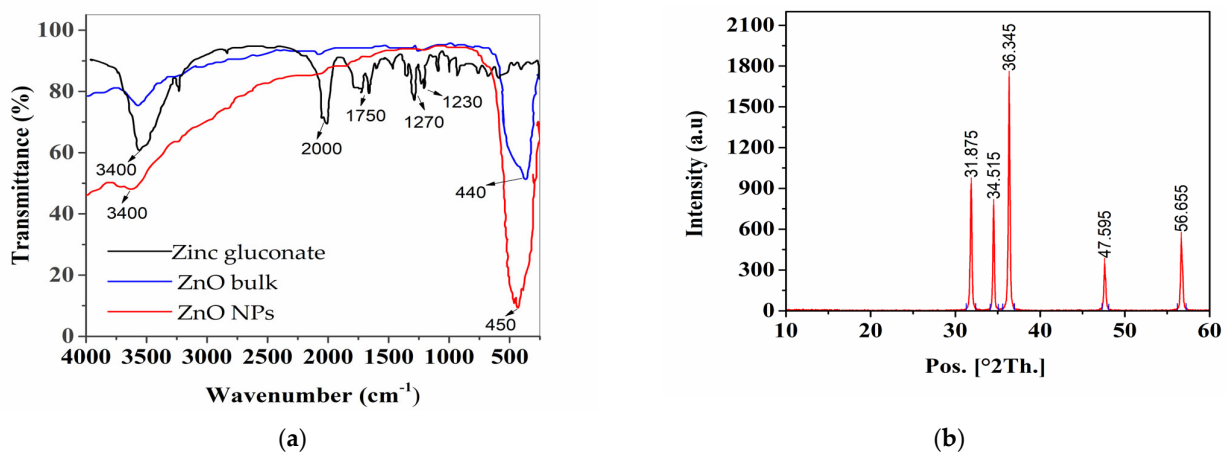 100
80
60
40
20
0
Transmittance (%)
3400
3400
2000
1750
1270
1230
440
450
Zinc gluconate
ZnO bulk
ZnO NPs
4000 3500 3000 2500 2000 1500 1000 500
Wavenumber (cm-1)
(a)
2100
1800
1500
1200
900
600
300
0
Intensity (a.u)
31.875
34.515
36.345
47.595
56.655
10 20 30 40 50 60
Pos. [°2Th.]
(b)